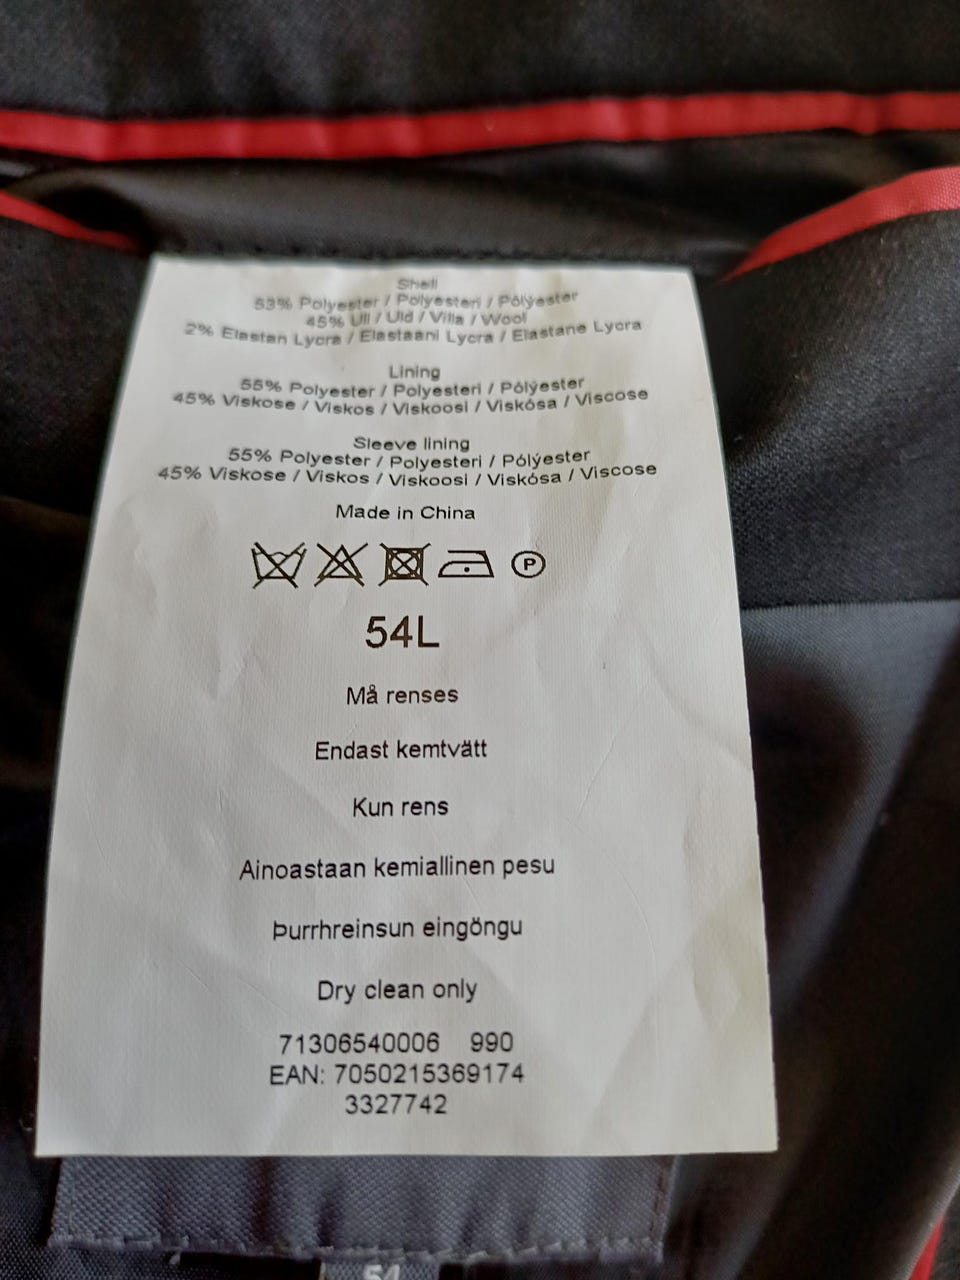 Shell
53% Polyester / Polyesteri / Pólýester
45% Ull / Uld / Villa / Wool
2% Elastan Lycra / Elastaani Lycra / Elastane Lycra
Lining
55% Polyester / Polyesteri / Pólýester
45% Viskose / Viskos / Viskoosi / Viskósa / Viscose
Sleeve lining
55% Polyester / Polyesteri / Pólýester
45% Viskose / Viskos / Viskoosi / Viskósa / Viscose
Made in China
P
54L
Må renses
Endast kemtvätt
Kun rens
Ainoastaan kemiallinen pesu
Þurrhreinsun eingöngu
Dry clean only
71306540006 990
EAN: 7050215369174
3327742
54